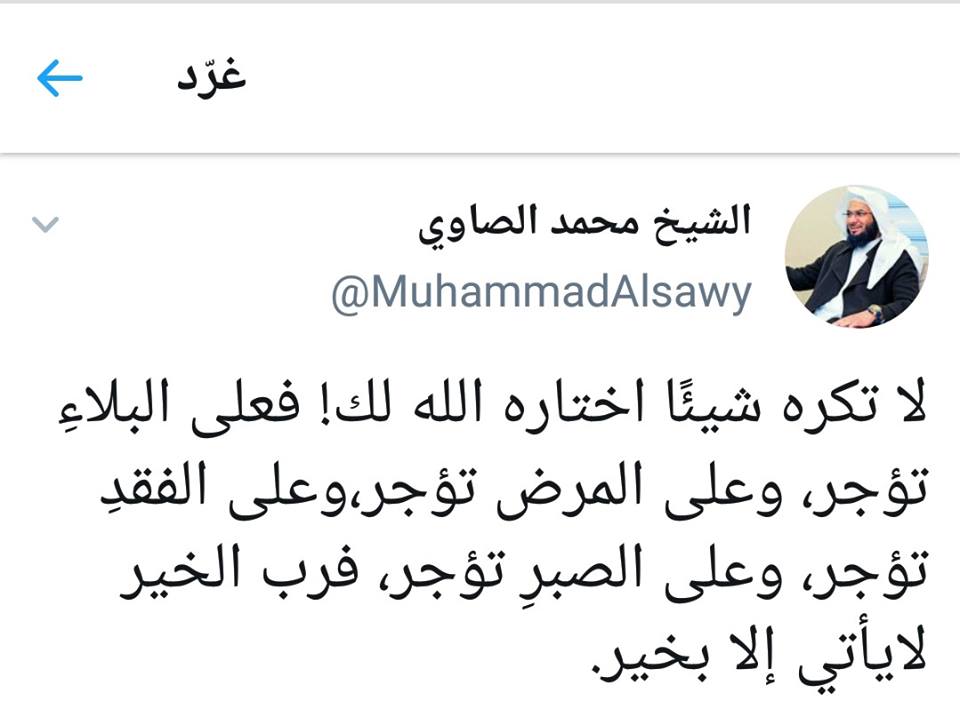 غرّد
الشيخ محمد الصاوي
@MuhammadAlsawy
لا تكره شيئًا اختاره الله لك! فعلى البلاءِ
تؤجر، وعلى المرض تؤجر،وعلى الفقدِ
تؤجر، وعلى الصبرِ تؤجر، فرب الخير
لايأتي إلا بخير.